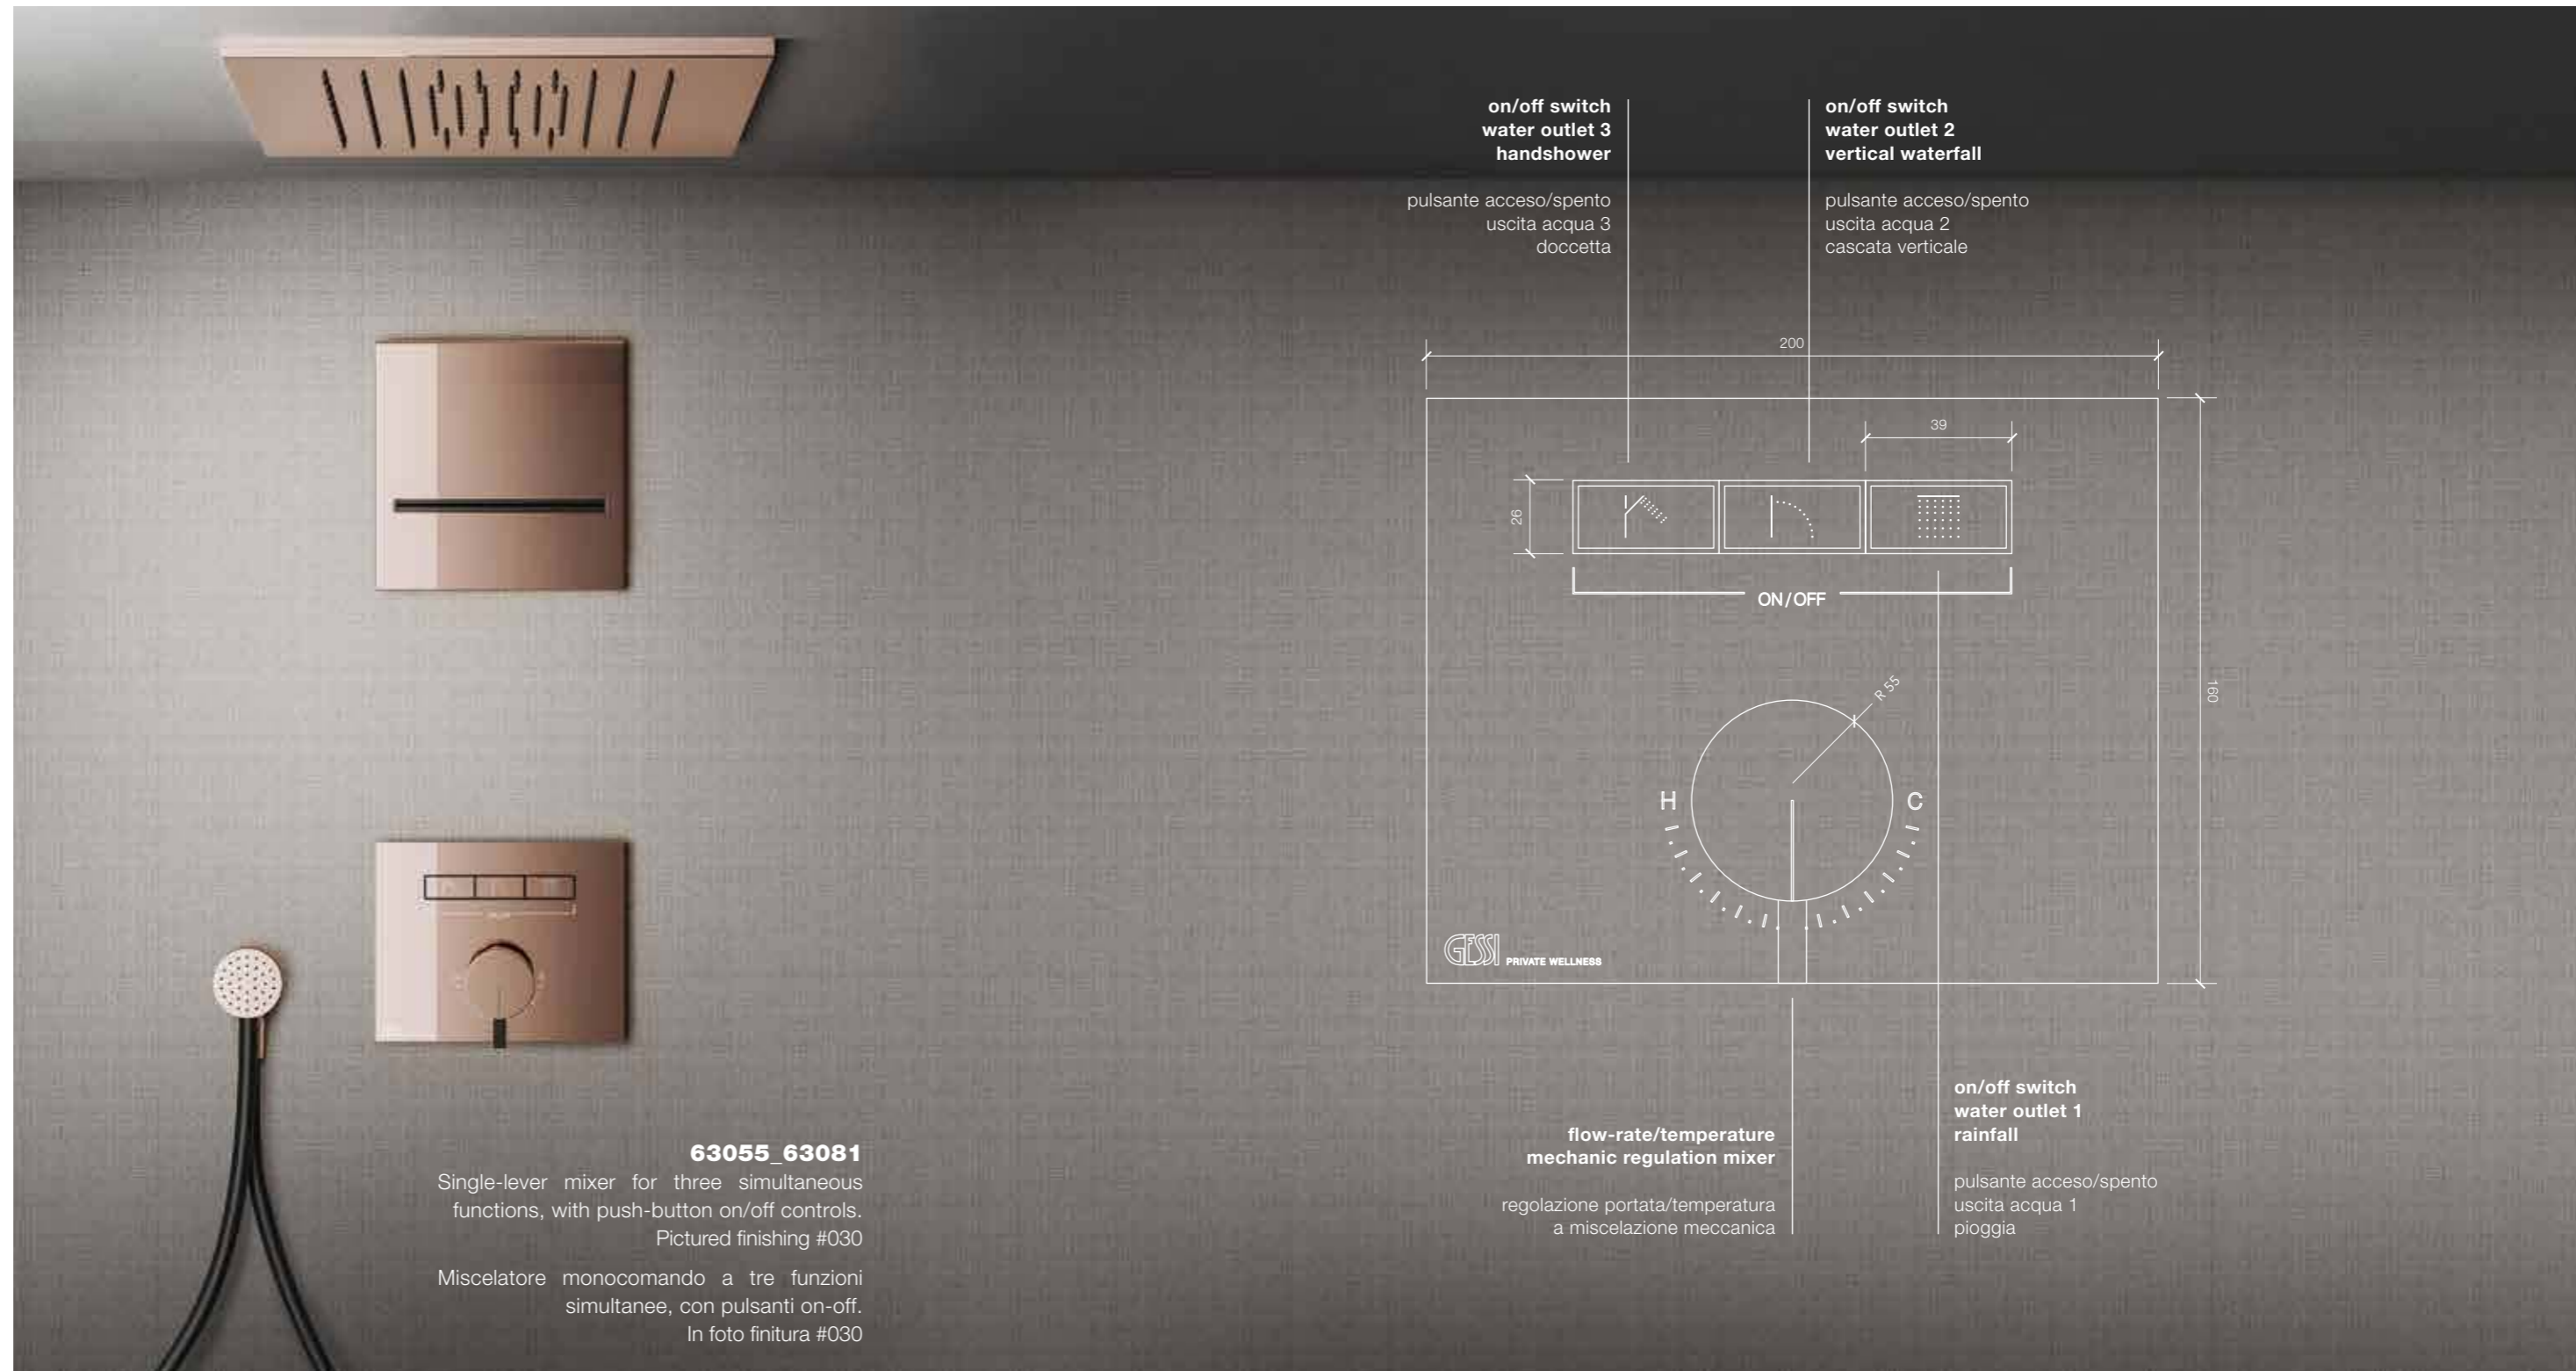 on/off switch
water outlet 3
handshower
pulsante acceso/spento
uscita acqua 3
doccetta
on/off switch
water outlet 2
vertical waterfall
pulsante acceso/spento
uscita acqua 2
cascata verticale
200
39
26
ON/OFF
160
R 55
H
C
GESSI PRIVATE WELLNESS
63055_63081
Single-lever mixer for three simultaneous
functions, with push-button on/off controls.
Pictured finishing #030
Miscelatore monocomando a tre funzioni
simultanee, con pulsanti on-off.
In foto finitura #030
flow-rate/temperature
mechanic regulation mixer
regolazione portata/temperatura
a miscelazione meccanica
on/off switch
water outlet 1
rainfall
pulsante acceso/spento
uscita acqua 1
pioggia